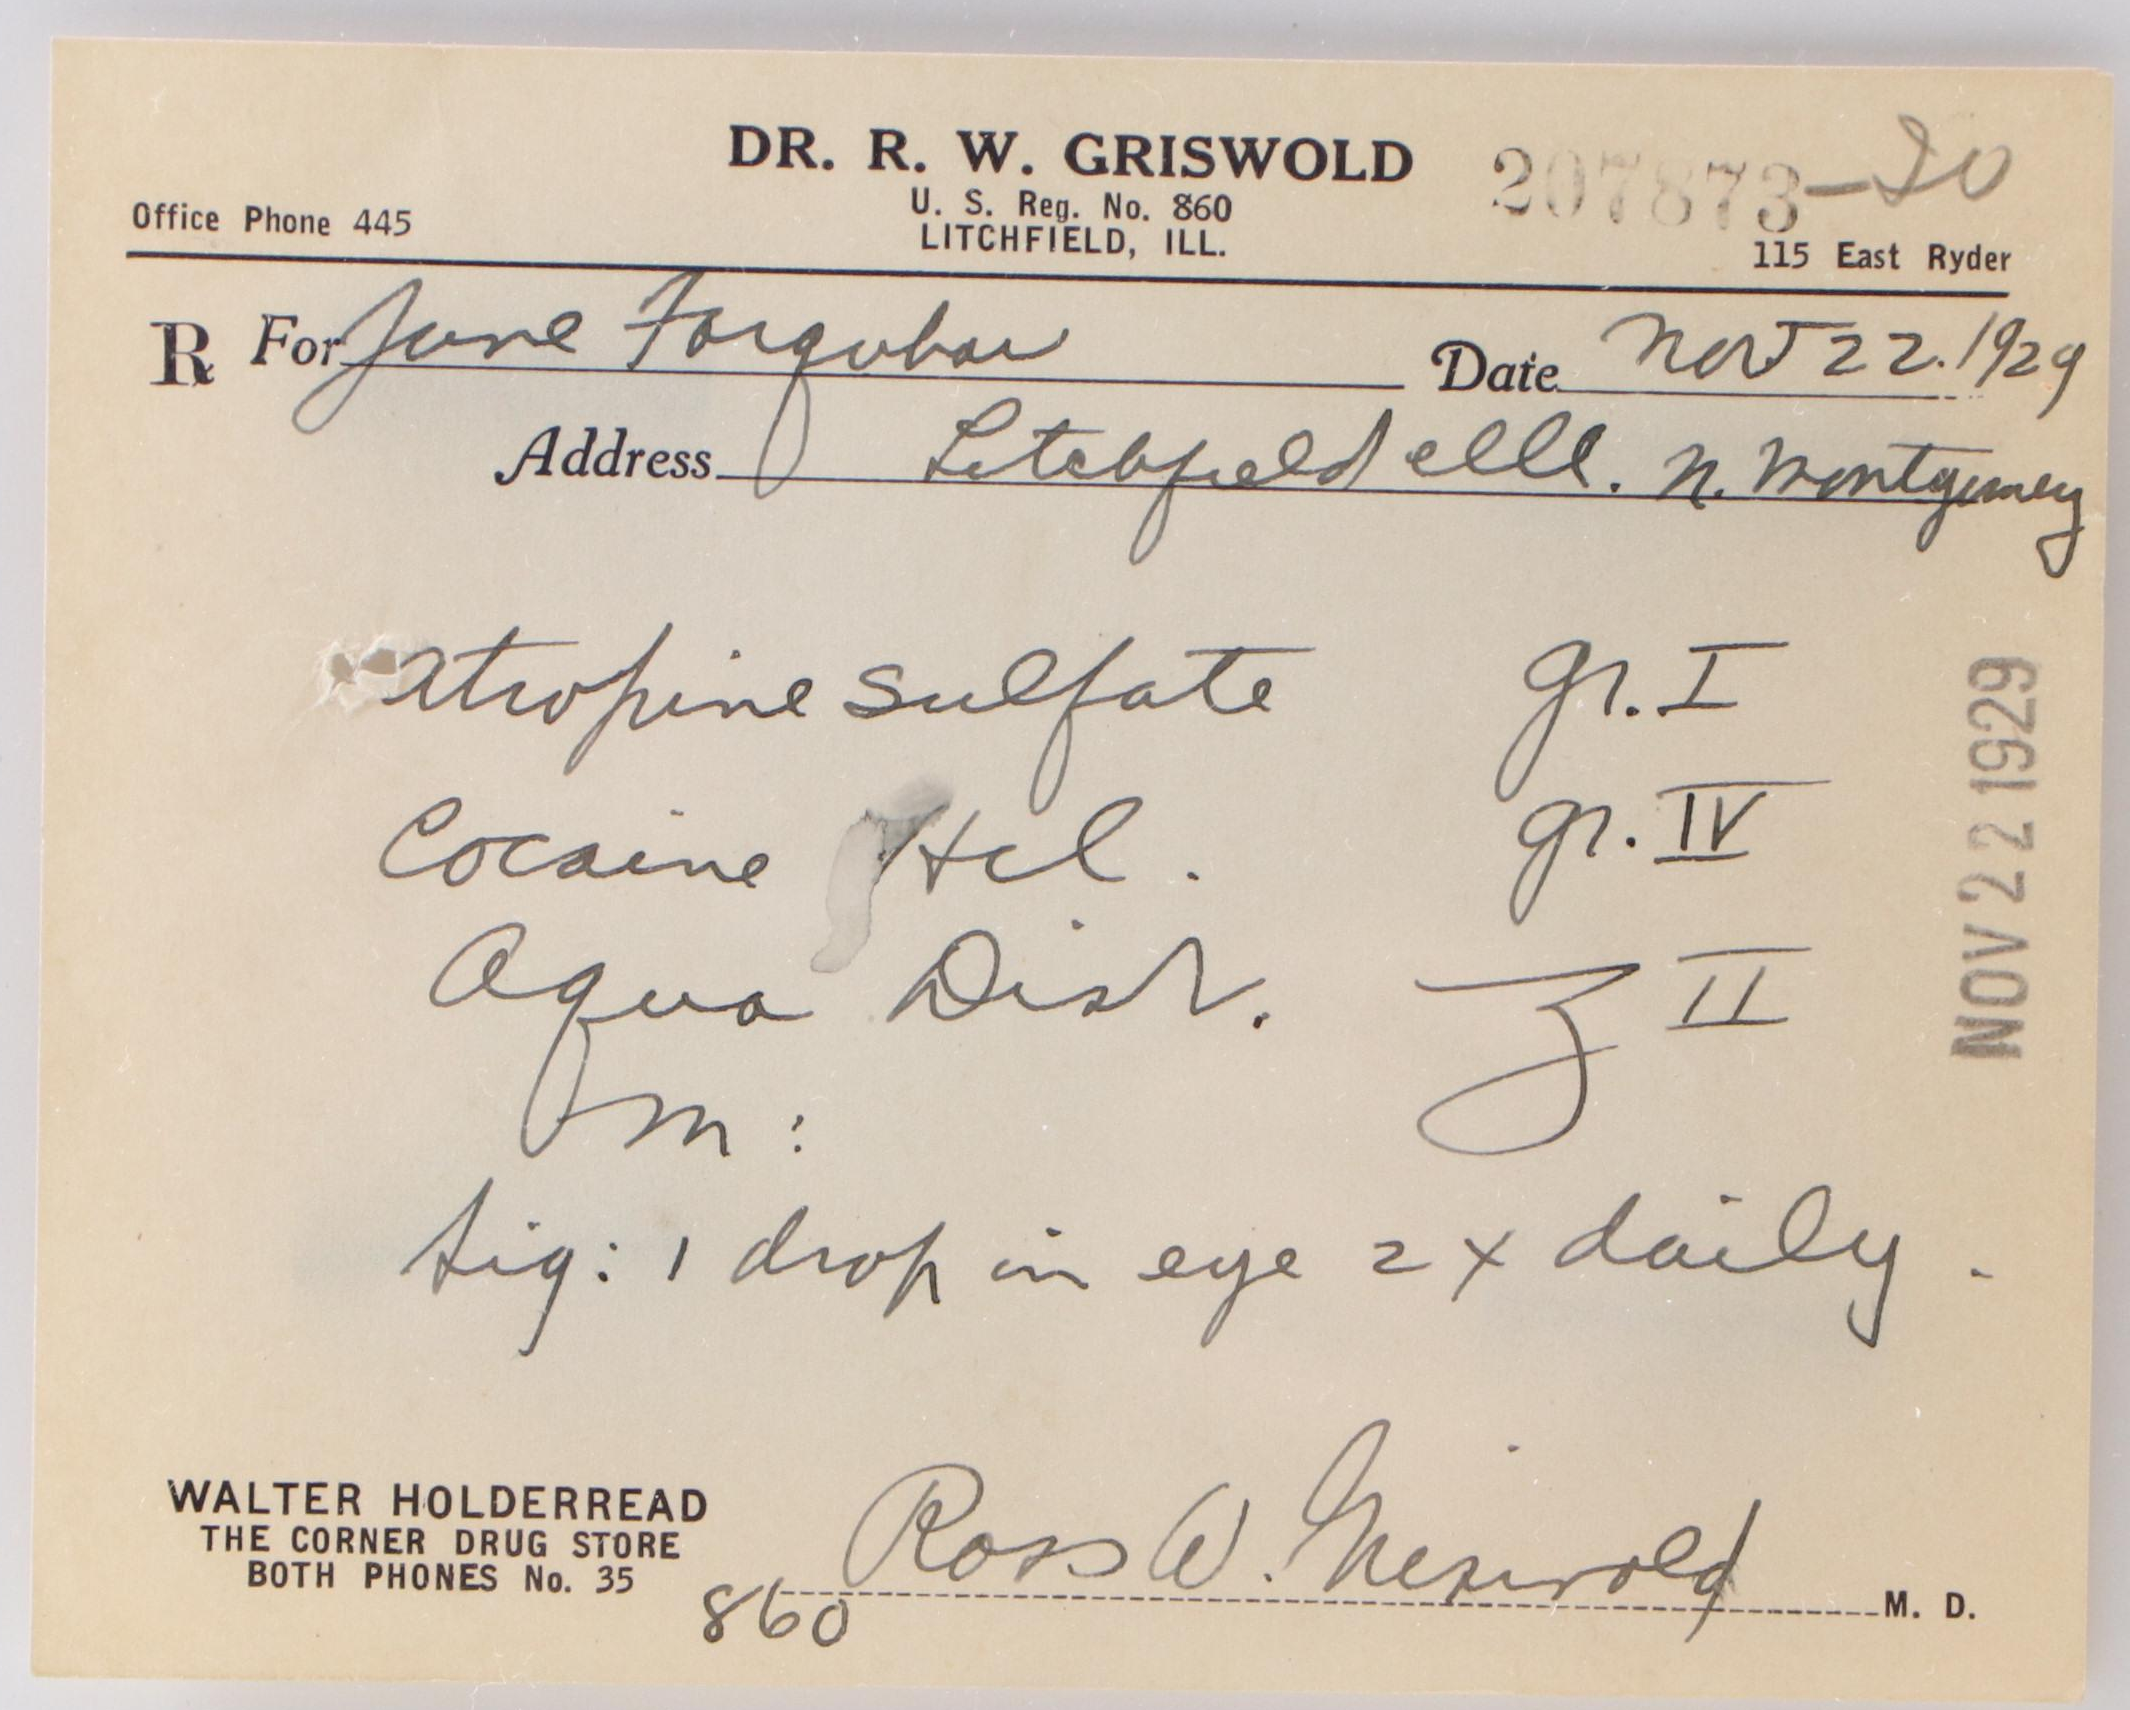 DR. R. W. GRISWOLD
207873-20
U. S. Reg. No. 860
Office Phone 445
LITCHFIELD, ILL.
115 East Ryder
R For Jane Farquhar
Date Nov 22. 1929
Address Litchfield Ill. N. Montgomery
Atropine Sulfate gr. I
Cocaine Hcl. gr. IV
Aqua Dist. ʒ II
M:
Sig: 1 drop in eye 2 x daily.
NOV 22 1929
WALTER HOLDERREAD
THE CORNER DRUG STORE
BOTH PHONES No. 35
860 Ross W. Griswold M. D.